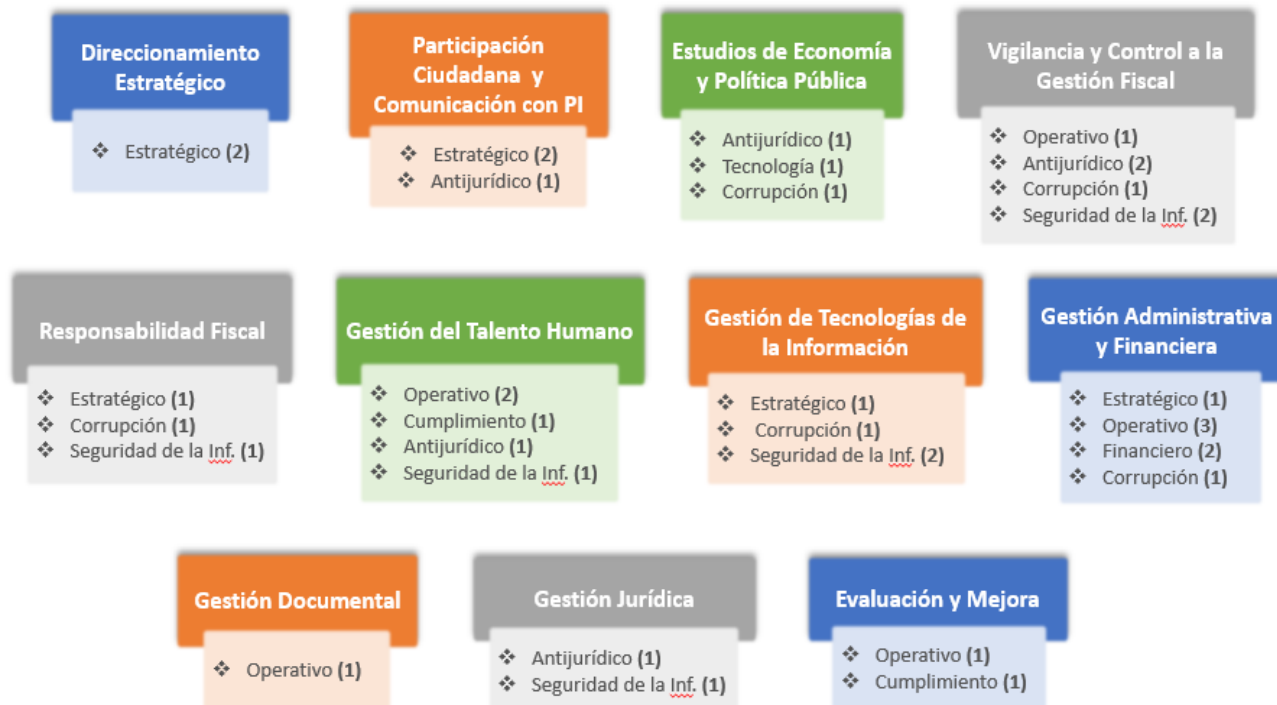 Direccionamiento
Estratégico
❖ Estratégico (2)
Participación
Ciudadana y
Comunicación con PI
❖ Estratégico (2)
❖ Antijurídico (1)
Estudios de Economía
y Política Pública
❖ Antijurídico (1)
❖ Tecnología (1)
❖ Corrupción (1)
Vigilancia y Control a la
Gestión Fiscal
❖ Operativo (1)
❖ Antijurídico (2)
❖ Corrupción (1)
❖ Seguridad de la Inf. (2)
Responsabilidad Fiscal
❖ Estratégico (1)
❖ Corrupción (1)
❖ Seguridad de la Inf. (1)
Gestión del Talento Humano
❖ Operativo (2)
❖ Cumplimiento (1)
❖ Antijurídico (1)
❖ Seguridad de la Inf. (1)
Gestión de Tecnologías de
la Información
❖ Estratégico (1)
❖ Corrupción (1)
❖ Seguridad de la Inf. (2)
Gestión Administrativa
y Financiera
❖ Estratégico (1)
❖ Operativo (3)
❖ Financiero (2)
❖ Corrupción (1)
Gestión Documental
❖ Operativo (1)
Gestión Jurídica
❖ Antijurídico (1)
❖ Seguridad de la Inf. (1)
Evaluación y Mejora
❖ Operativo (1)
❖ Cumplimiento (1)